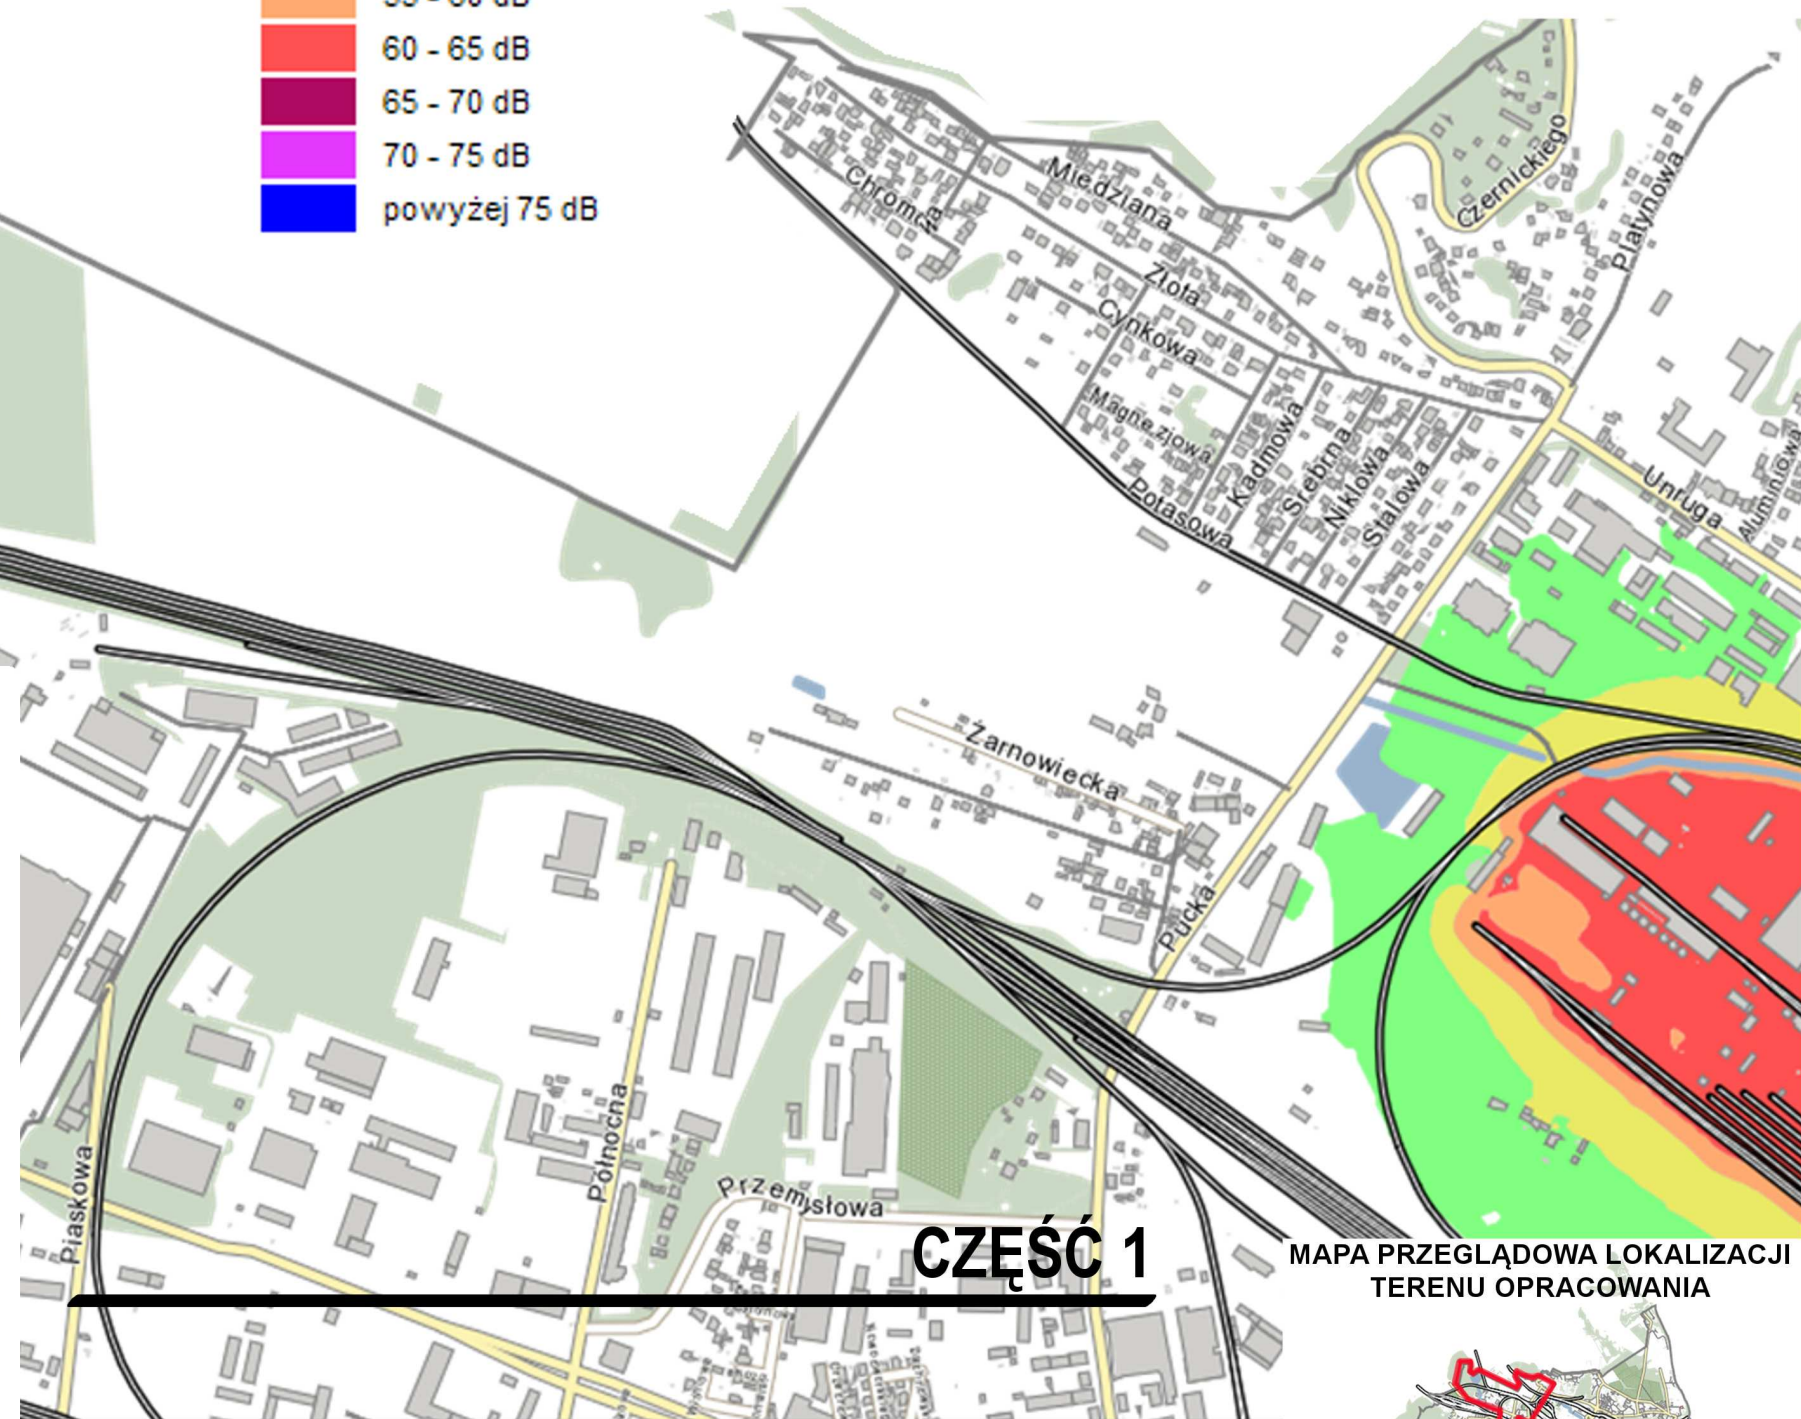 60 - 65 dB
65 - 70 dB
70 - 75 dB
powyżej 75 dB
Czernickiego
Platynowa
Miedziana
Chromowa
Złota
Cynkowa
Magnezjowa
Kadmowa
Srebrna
Niklowa
Stalowa
Potasowa
Unruga
Aluminiowa
Żarnowiecka
Pucka
Północna
Piaskowa
Przemysłowa
CZĘŚĆ 1
MAPA PRZEGLĄDOWA LOKALIZACJI
TERENU OPRACOWANIA